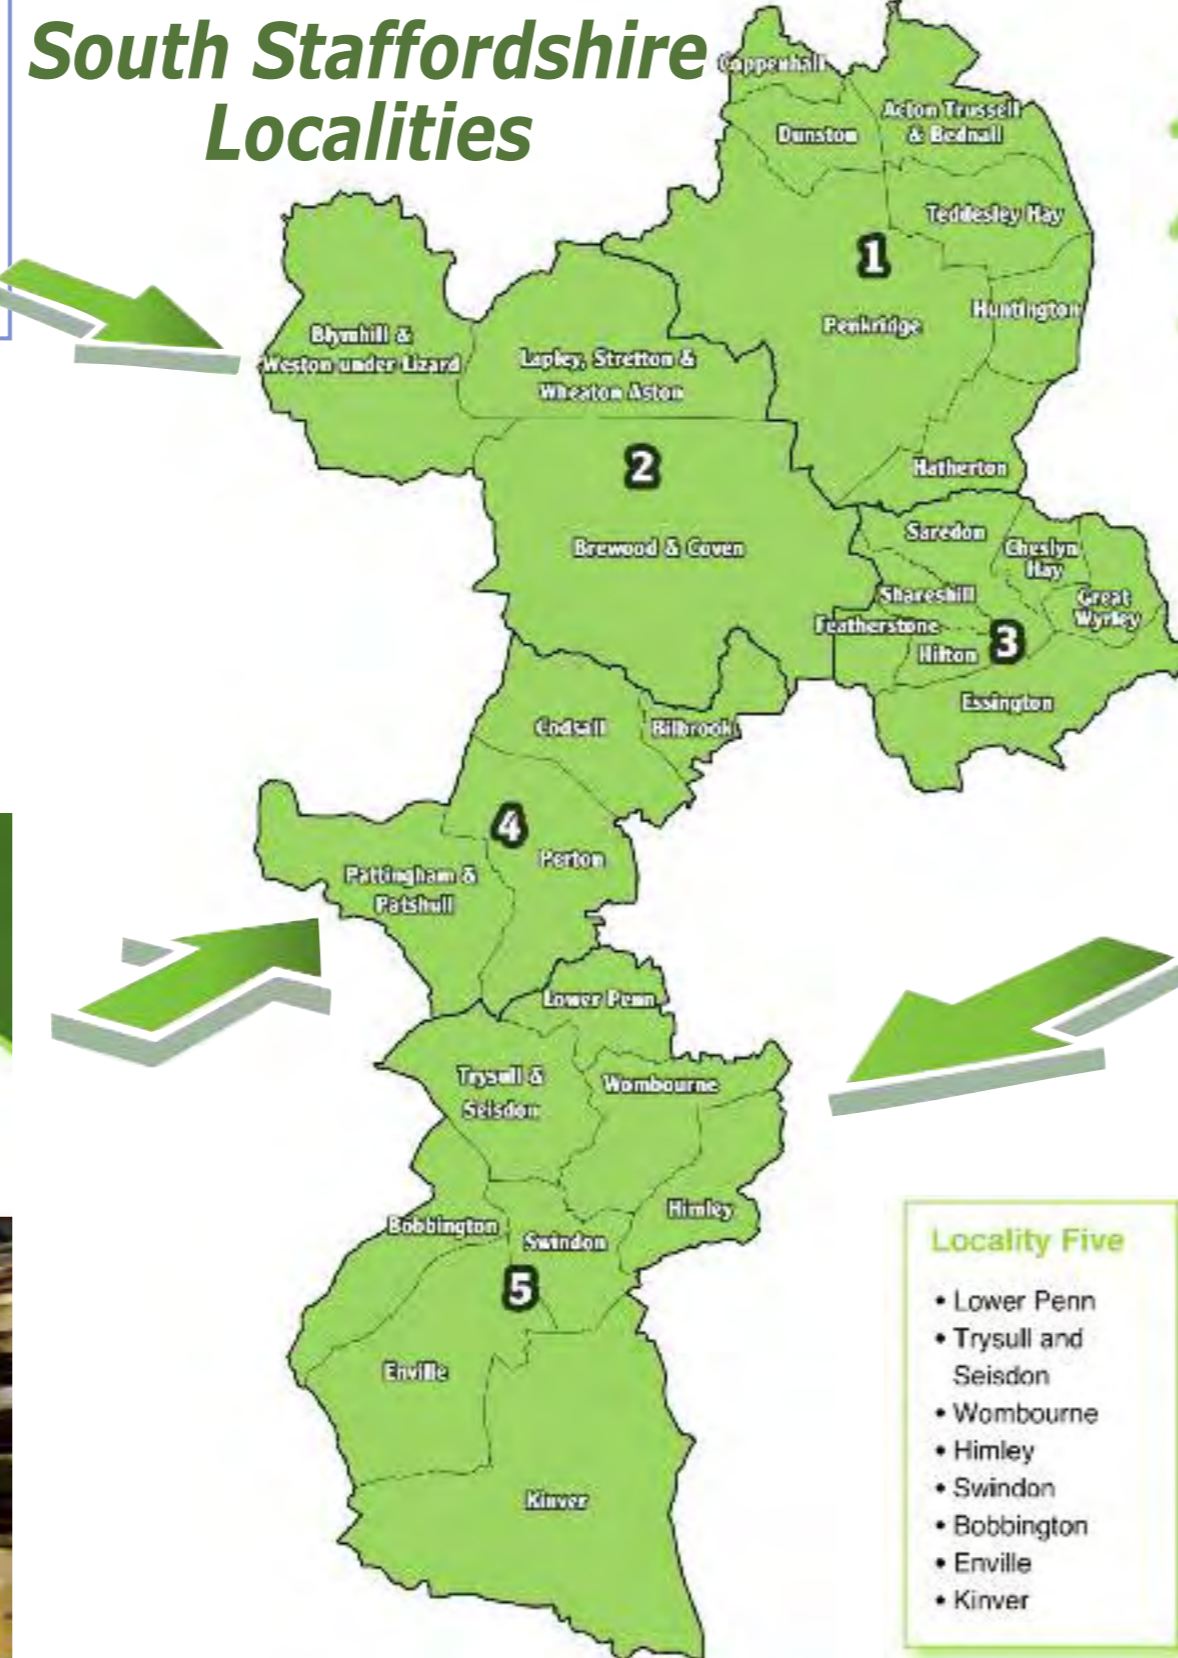 South Staffordshire
Localities
Coppenhall
Dunston
Acton Trussell
& Bednall
Teddesley Hay
1
Huntington
Penkridge
Blymhill &
Weston under Lizard
Lapley, Stretton &
Wheaton Aston
Hatherton
2
Brewood & Coven
Saredon
Cheslyn
Hay
Shareshill
Great
Wyrley
Featherstone
Hilton
3
Essington
Codsall
Bilbrook
4
Perton
Pattingham &
Patshull
Lower Penn
Trysull &
Seisdon
Wombourne
Himley
Bobbington
Swindon
5
Enville
Kinver
Locality Five
• Lower Penn
• Trysull and
Seisdon
• Wombourne
• Himley
• Swindon
• Bobbington
• Enville
• Kinver